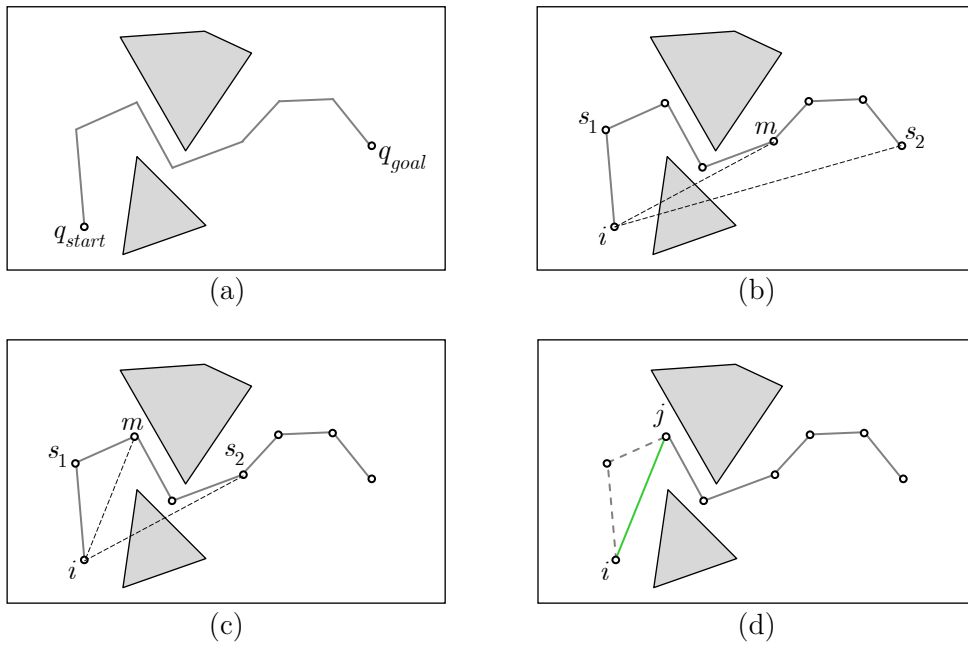 q_goal
q_start
(a)
s_1
m
s_2
i
(b)
m
s_1
s_2
i
(c)
j
i
(d)